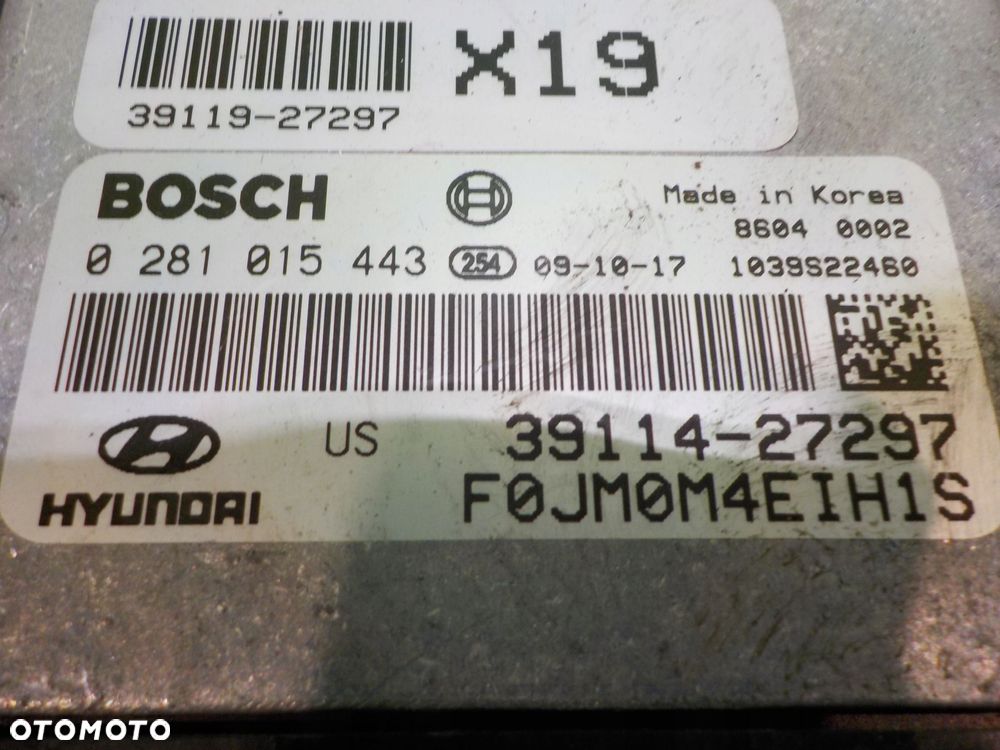 X19
39119-27297
BOSCH Made in Korea
8604 0002
0 281 015 443 254 09-10-17 1039S22460
HYUNDAI US 39114-27297
F0JM0M4EIH1S
OTOMOTO